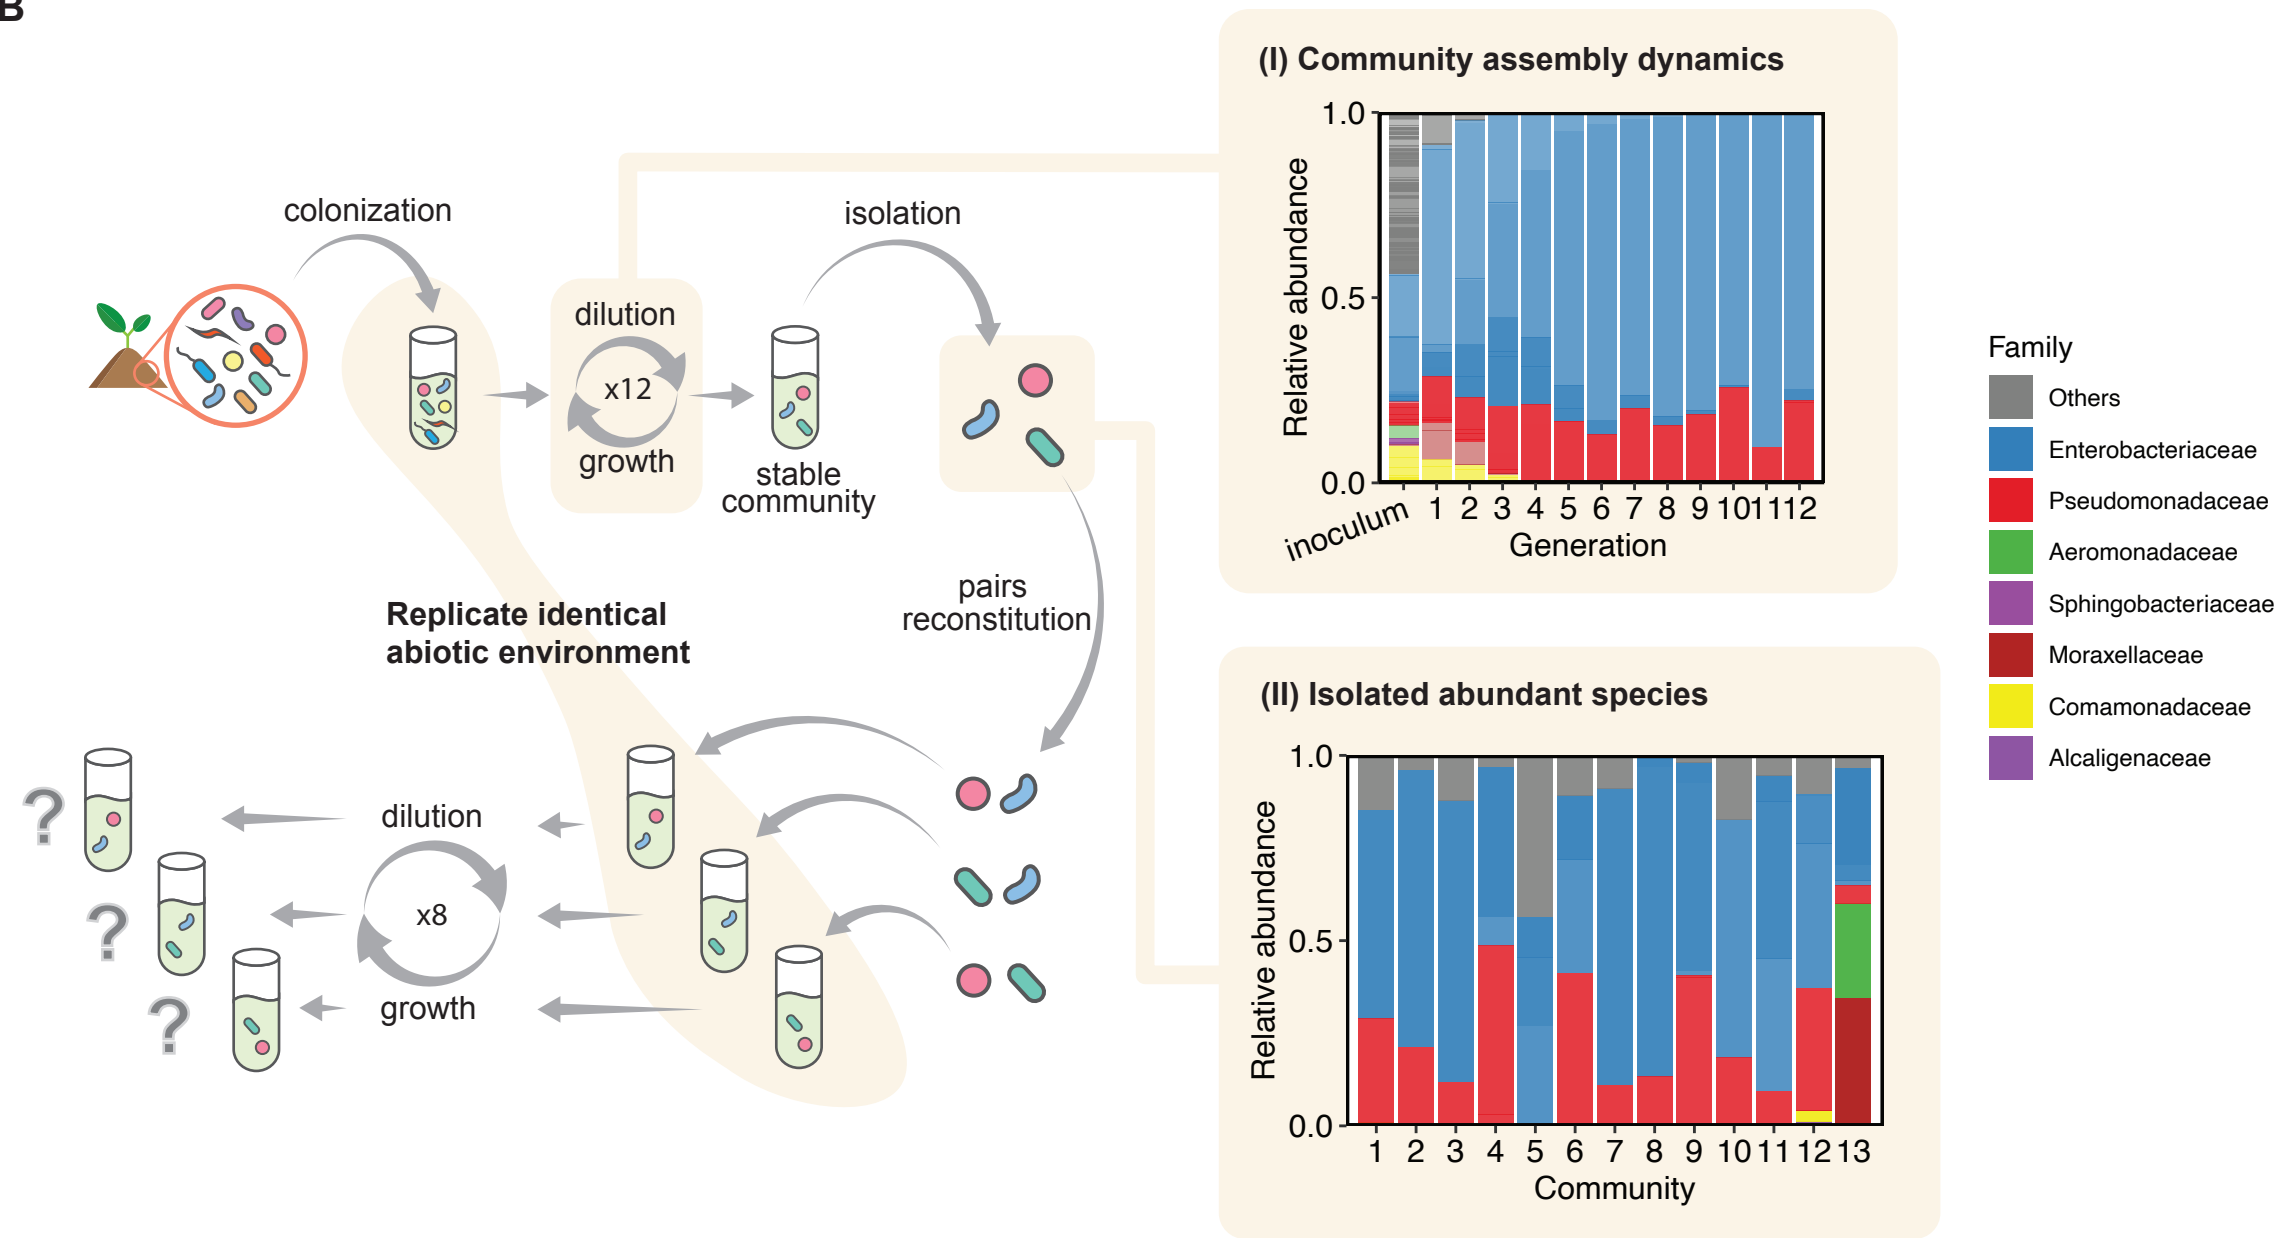 B
colonization
dilution
x12
growth
isolation
stable
community
pairs
reconstitution
Replicate identical
abiotic environment
dilution
x8
growth
?
?
?
(I) Community assembly dynamics
Relative abundance
1.0
0.5
0.0
inoculum 1 2 3 4 5 6 7 8 9 10 11 12
Generation
(II) Isolated abundant species
Relative abundance
1.0
0.5
0.0
1 2 3 4 5 6 7 8 9 10 11 12 13
Community
Family
Others
Enterobacteriaceae
Pseudomonadaceae
Aeromonadaceae
Sphingobacteriaceae
Moraxellaceae
Comamonadaceae
Alcaligenaceae